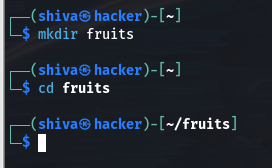 ┌──(shiva㉿hacker)-[~]
└─$ mkdir fruits
┌──(shiva㉿hacker)-[~]
└─$ cd fruits
┌──(shiva㉿hacker)-[~/fruits]
└─$